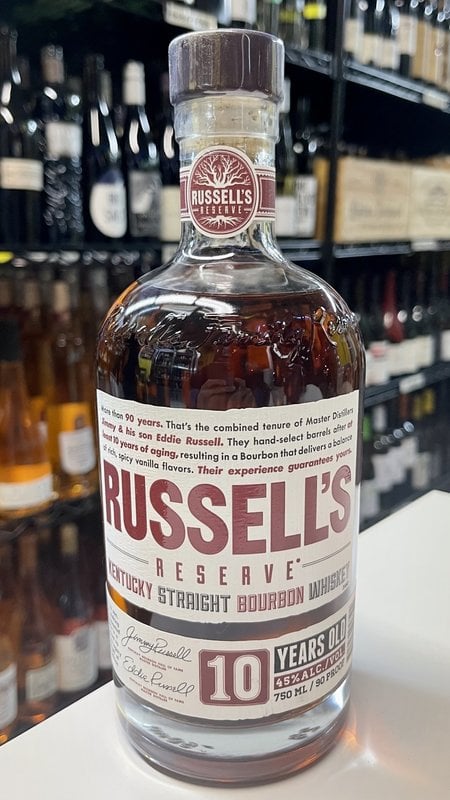 RUSSELL'S
RESERVE
More than 90 years. That's the combined tenure of Master Distillers
Jimmy & his son Eddie Russell. They hand-select barrels after at
least 10 years of aging, resulting in a Bourbon that delivers a balance
of rich, spicy vanilla flavors. Their experience guarantees yours.
RUSSELL'S
RESERVE®
KENTUCKY STRAIGHT BOURBON WHISKEY
Jimmy Russell
Eddie Russell
10
YEARS OLD
45% ALC/VOL
750 ML / 90 PROOF